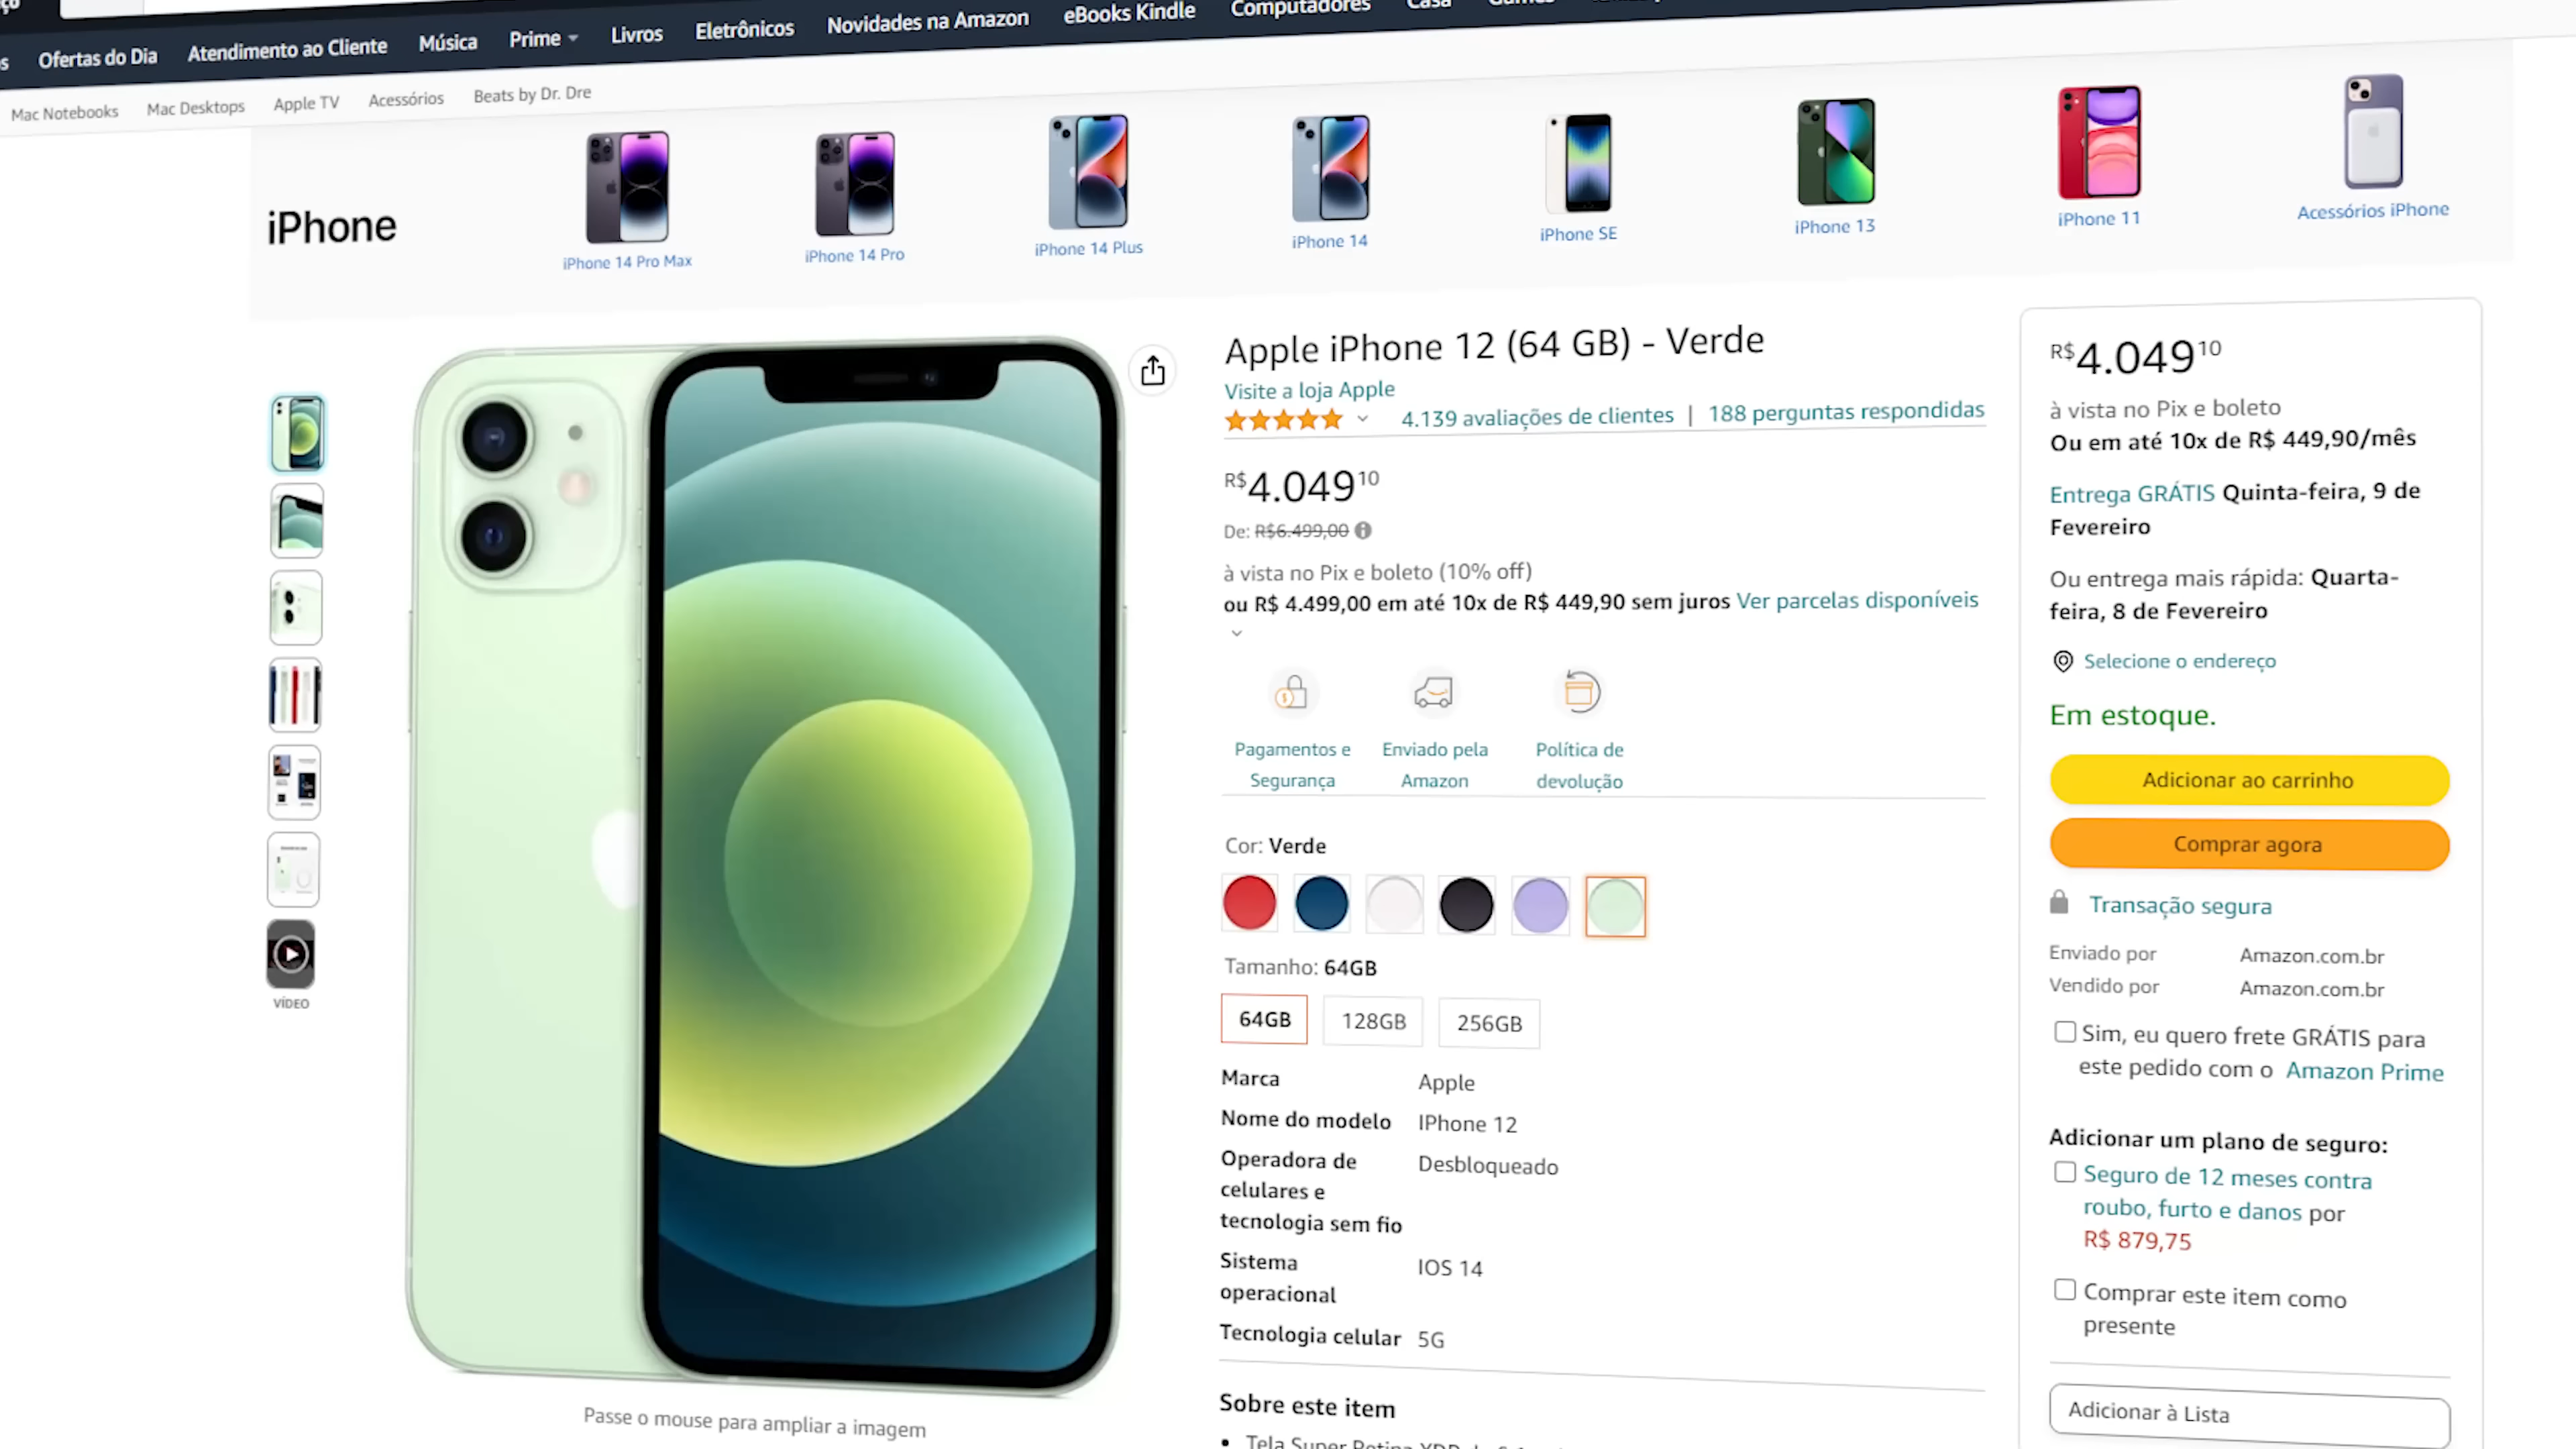 Ofertas do Dia
Atendimento ao Cliente
Música
Prime
Livros
Eletrônicos
Novidades na Amazon
eBooks Kindle
Computadores
Casa
Games
Mac Notebooks
Mac Desktops
Apple TV
Acessórios
Beats by Dr. Dre
iPhone
iPhone 14 Pro Max
iPhone 14 Pro
iPhone 14 Plus
iPhone 14
iPhone SE
iPhone 13
iPhone 11
Acessórios iPhone
VÍDEO
Passe o mouse para ampliar a imagem
Apple iPhone 12 (64 GB) - Verde
Visite a loja Apple
4.139 avaliações de clientes | 188 perguntas respondidas
R$4.04910
De: R$6.499,00
à vista no Pix e boleto (10% off)
ou R$ 4.499,00 em até 10x de R$ 449,90 sem juros Ver parcelas disponíveis
Pagamentos e
Segurança
Enviado pela
Amazon
Política de
devolução
Cor: Verde
Tamanho: 64GB
64GB
128GB
256GB
Marca Apple
Nome do modelo IPhone 12
Operadora de Desbloqueado
celulares e
tecnologia sem fio
Sistema IOS 14
operacional
Tecnologia celular 5G
Sobre este item
R$4.04910
à vista no Pix e boleto
Ou em até 10x de R$ 449,90/mês
Entrega GRÁTIS Quinta-feira, 9 de
Fevereiro
Ou entrega mais rápida: Quarta-
feira, 8 de Fevereiro
Selecione o endereço
Em estoque.
Adicionar ao carrinho
Comprar agora
Transação segura
Enviado por Amazon.com.br
Vendido por Amazon.com.br
Sim, eu quero frete GRÁTIS para
este pedido com o Amazon Prime
Adicionar um plano de seguro:
Seguro de 12 meses contra
roubo, furto e danos por
R$ 879,75
Comprar este item como
presente
Adicionar à Lista